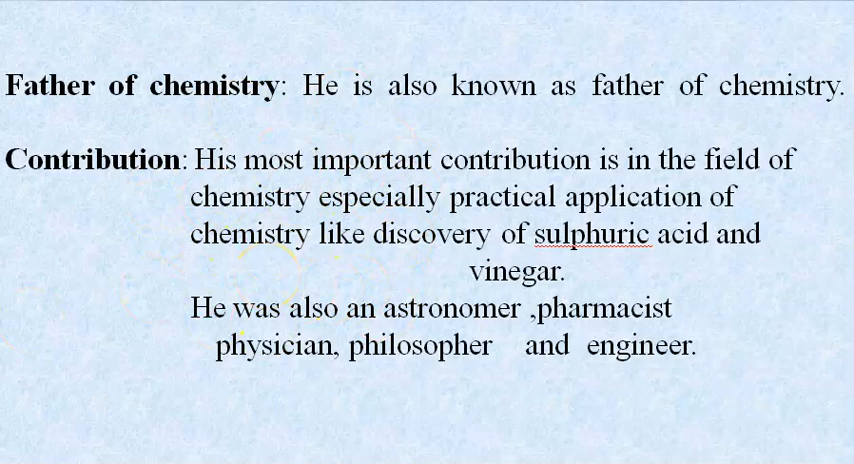 Father of chemistry: He is also known as father of chemistry.
Contribution: His most important contribution is in the field of
chemistry especially practical application of
chemistry like discovery of sulphuric acid and
vinegar.
He was also an astronomer ,pharmacist
physician, philosopher and engineer.